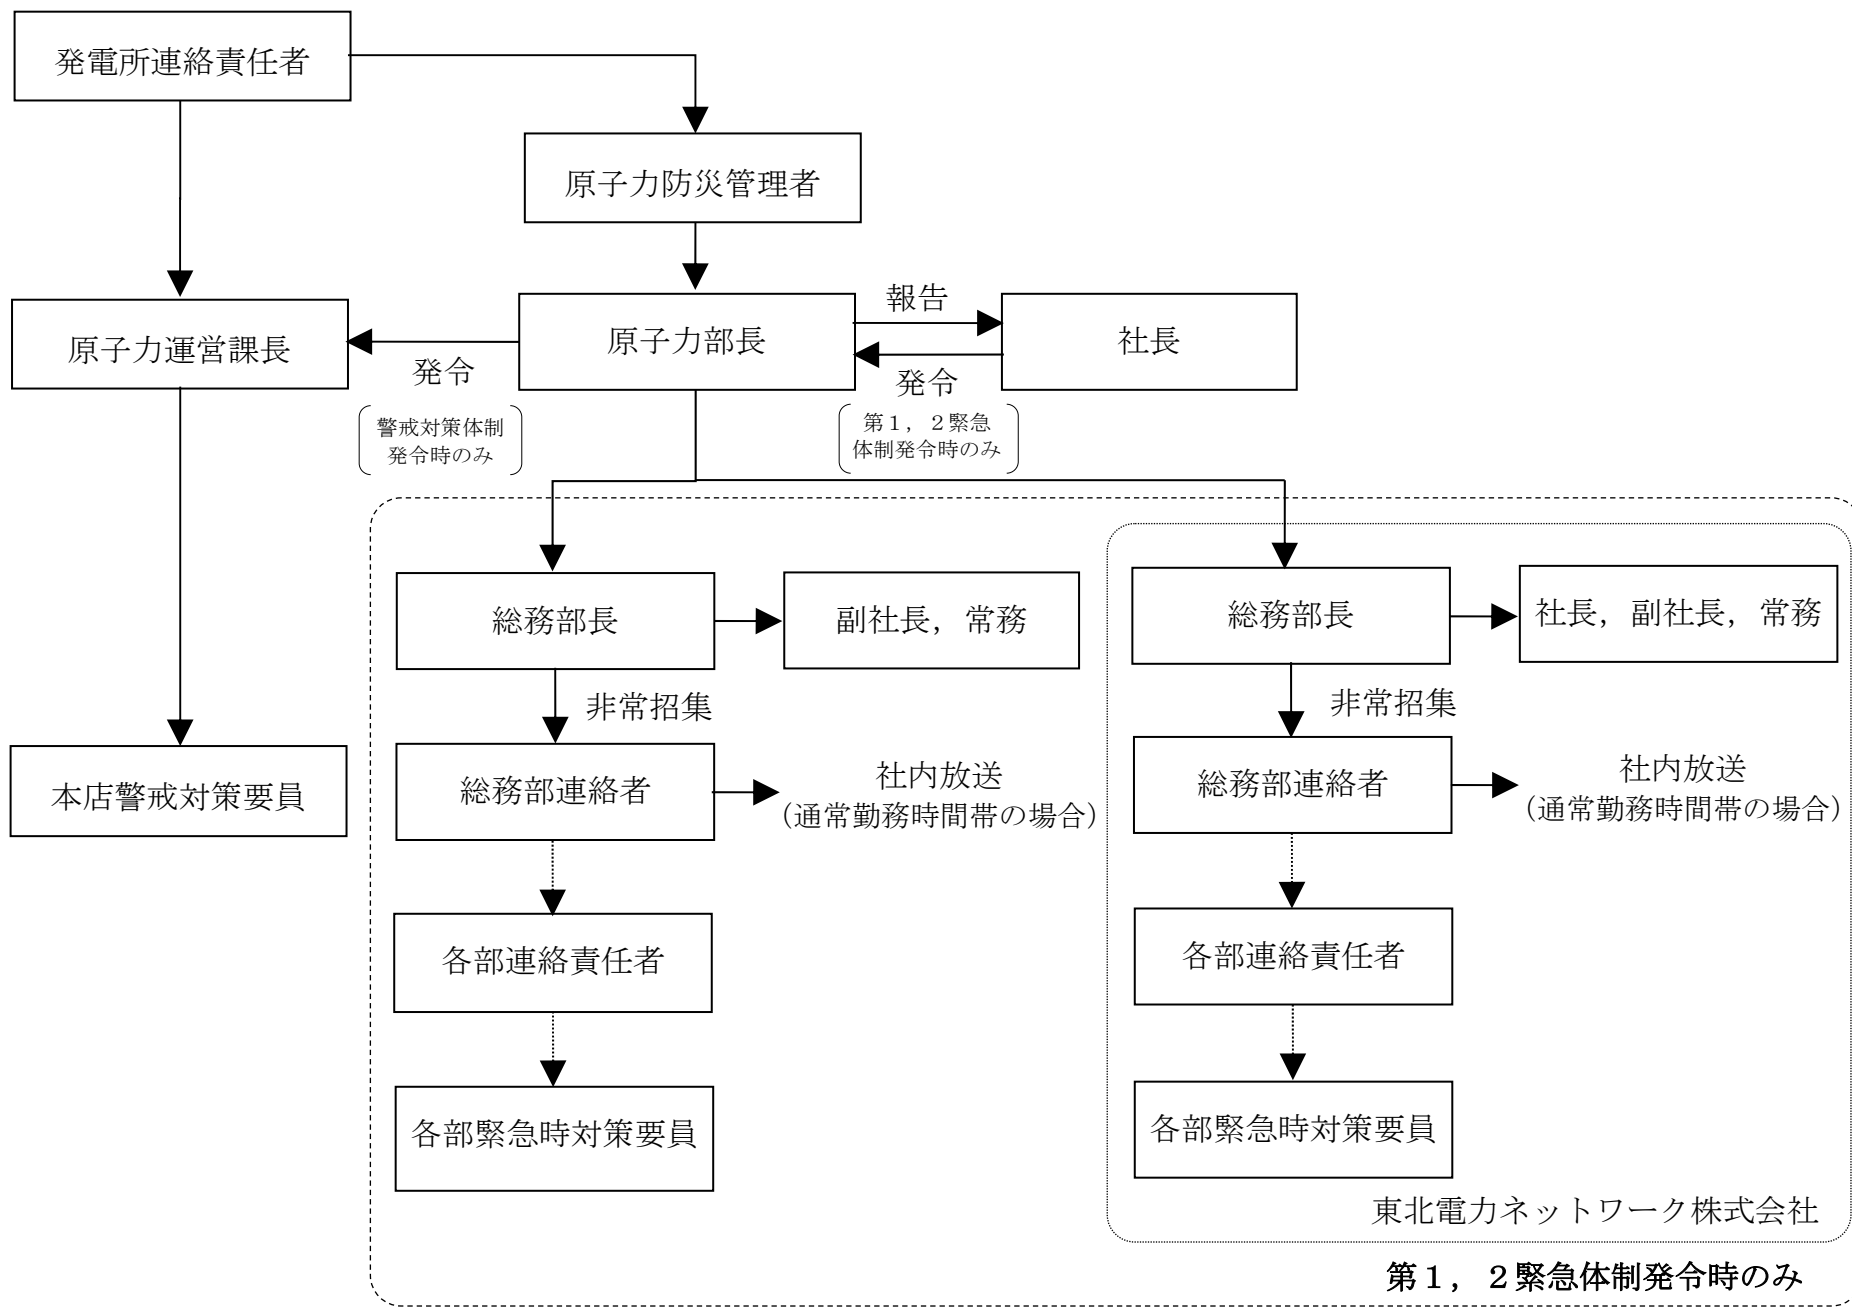 発電所連絡責任者
原子力防災管理者
原子力運営課長
原子力部長
報告
社長
発令
警戒対策体制
発令時のみ
発令
第１，２緊急
体制発令時のみ
総務部長
副社長，常務
総務部長
社長，副社長，常務
非常招集
非常招集
本店警戒対策要員
総務部連絡者
社内放送
（通常勤務時間帯の場合）
総務部連絡者
社内放送
（通常勤務時間帯の場合）
各部連絡責任者
各部連絡責任者
各部緊急時対策要員
各部緊急時対策要員
東北電力ネットワーク株式会社
第１，２緊急体制発令時のみ